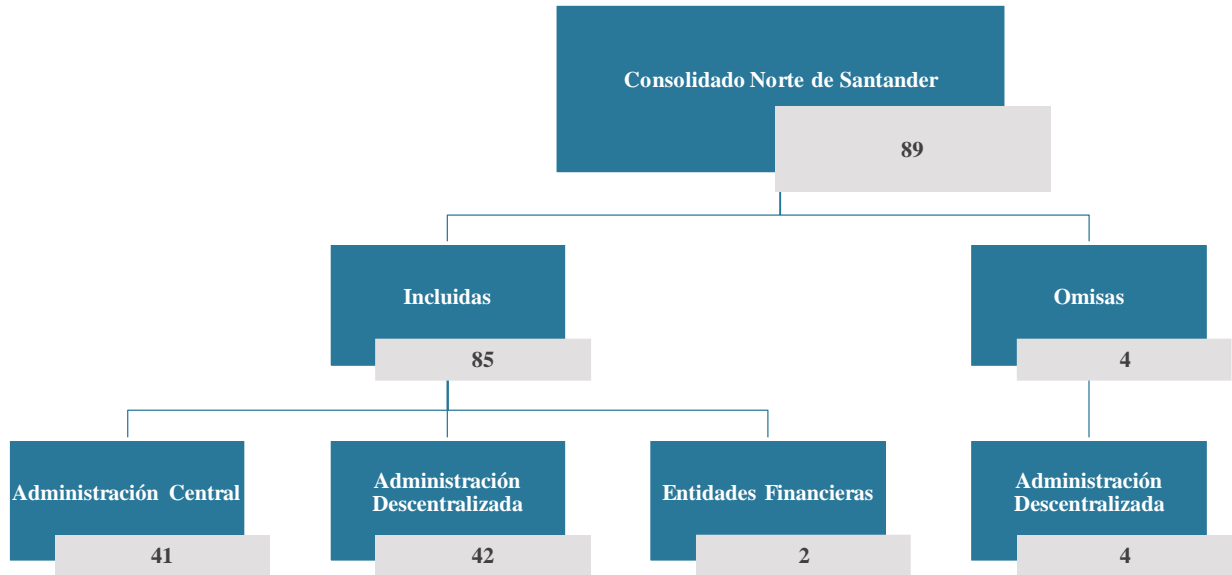 Consolidado Norte de Santander
89
Incluidas
85
Omisas
4
Administración Central
41
Administración
Descentralizada
42
Entidades Financieras
2
Administración
Descentralizada
4